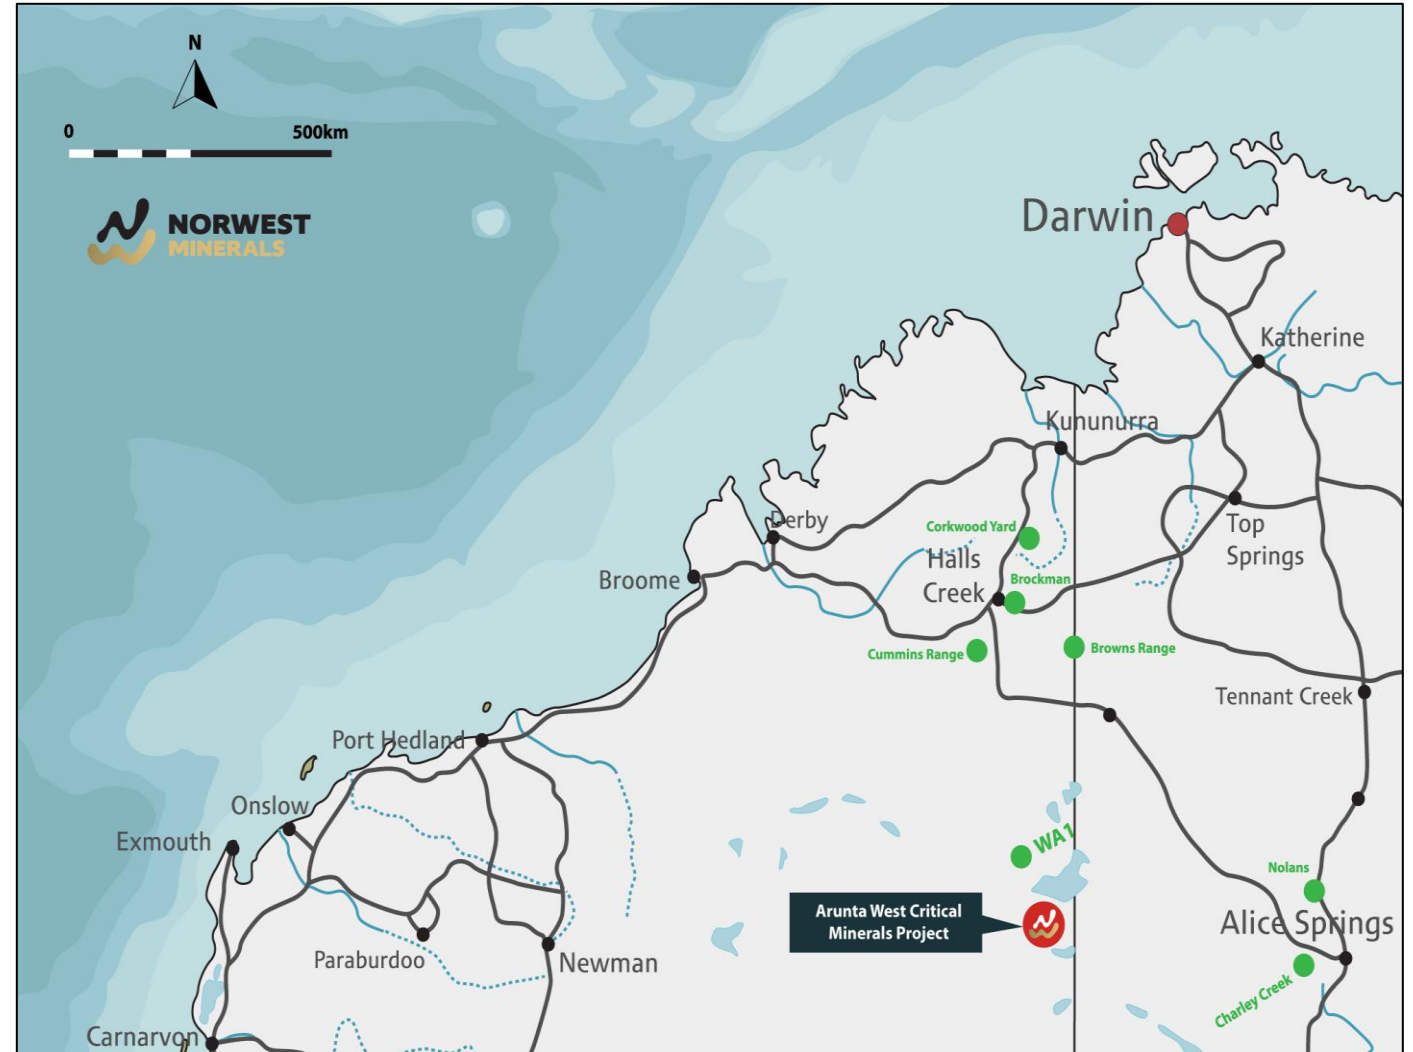 N
0 500km
NORWEST
MINERALS
Darwin
Katherine
Kununurra
Derby
Corkwood Yard
Top
Springs
Halls
Creek
Broome
Brockman
Cummins Range
Browns Range
Tennant Creek
Port Hedland
Onslow
Exmouth
WA1
Nolans
Arunta West Critical
Minerals Project
Alice Springs
Paraburdoo
Newman
Charley Creek
Carnarvon